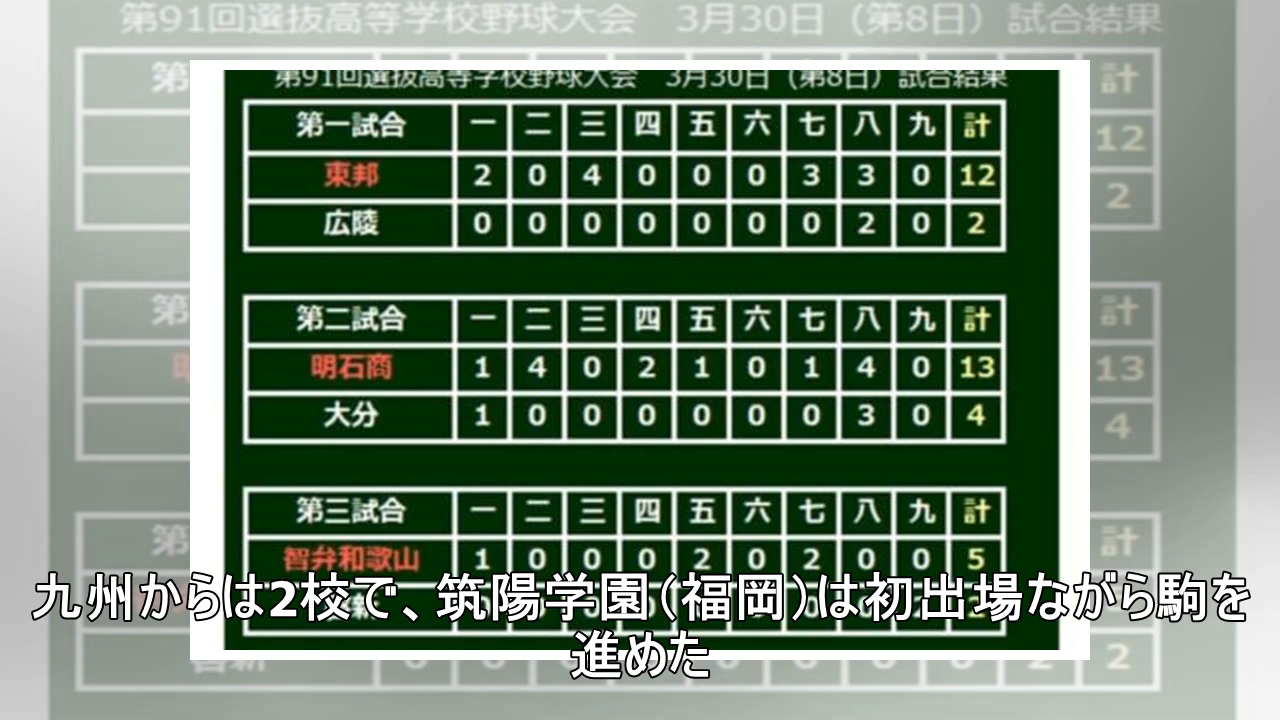 第91回選抜高等学校野球大会 3月30日（第8日）試合結果
第一試合 一 二 三 四 五 六 七 八 九 計
東邦 2 0 4 0 0 0 3 3 0 12
広陵 0 0 0 0 0 0 0 2 0 2
第二試合 一 二 三 四 五 六 七 八 九 計
明石商 1 4 0 2 1 0 1 4 0 13
大分 1 0 0 0 0 0 0 3 0 4
第三試合 一 二 三 四 五 六 七 八 九 計
智弁和歌山 1 0 0 0 2 0 2 0 0 5
九州からは2校で、筑陽学園（福岡）は初出場ながら駒を
進めた